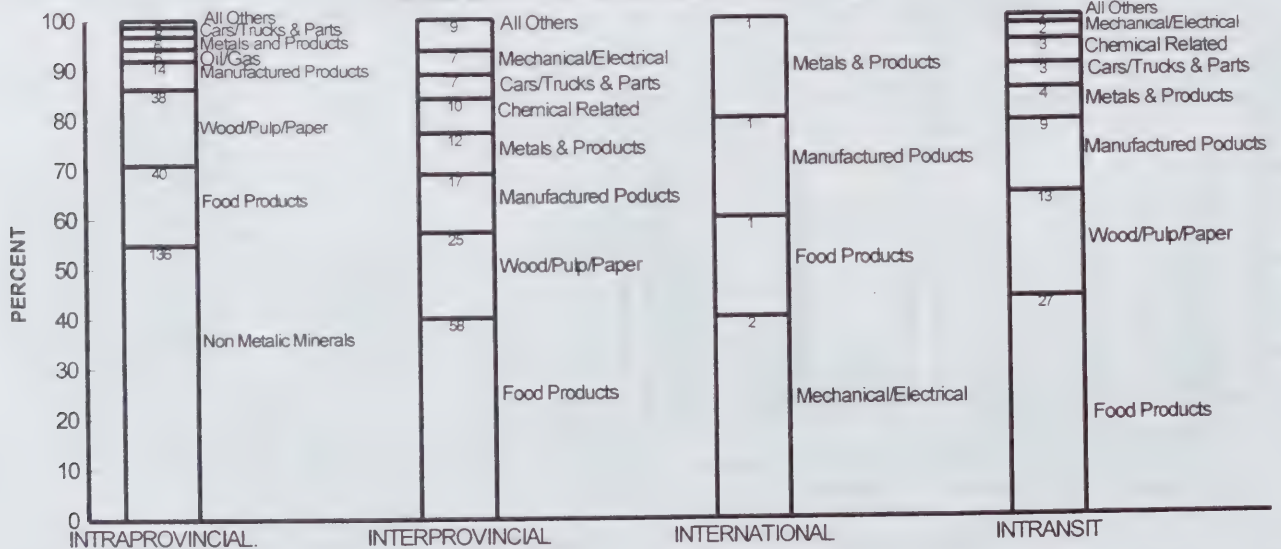 PERCENT
100
90
80
70
60
50
40
30
20
10
0
All Others
Cars/Trucks & Parts
Metals and Products
Oil/Gas
14
Manufactured Products
38
Wood/Pulp/Paper
40
Food Products
136
Non Metalic Minerals
INTRAPROVINCIAL.
9
All Others
7
Mechanical/Electrical
7
Cars/Trucks & Parts
10
Chemical Related
12
Metals & Products
17
Manufactured Poducts
25
Wood/Pulp/Paper
58
Food Products
INTERPROVINCIAL
1
Metals & Products
1
Manufactured Poducts
1
Food Products
2
Mechanical/Electrical
INTERNATIONAL
All Others
Mechanical/Electrical
2
3
Chemical Related
3
Cars/Trucks & Parts
4
Metals & Products
9
Manufactured Poducts
13
Wood/Pulp/Paper
27
Food Products
INTRANSIT